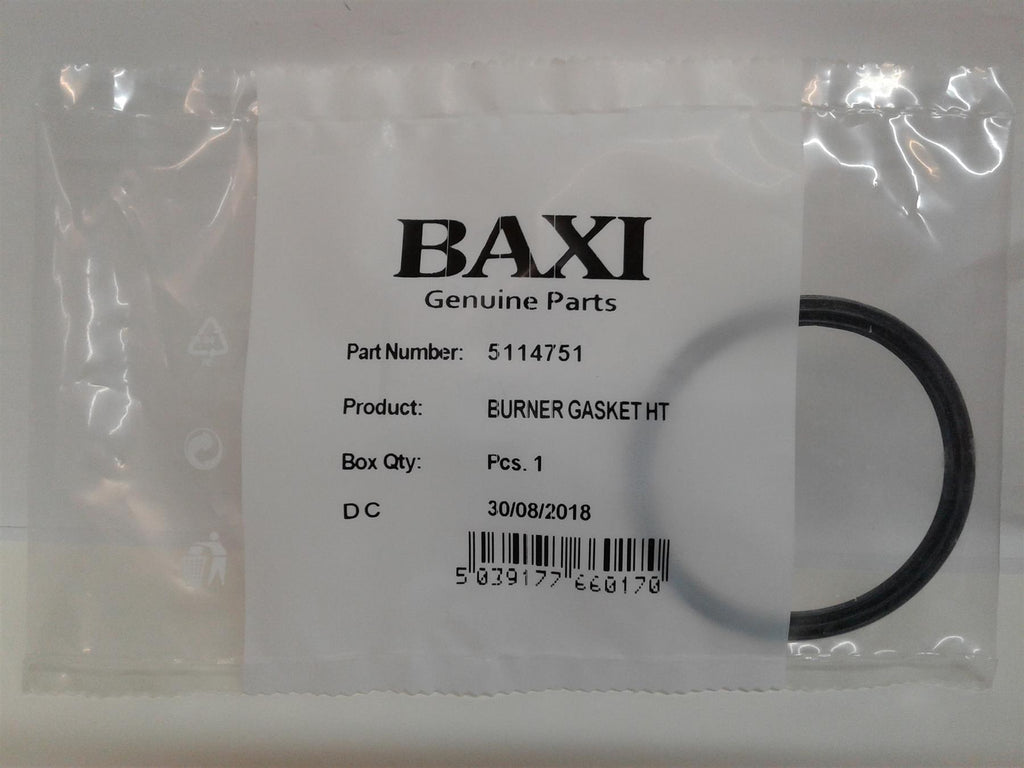 BAXI
Genuine Parts
Part Number: 5114751
Product: BURNER GASKET HT
Box Qty: Pcs. 1
D C 30/08/2018
5 039177 660170